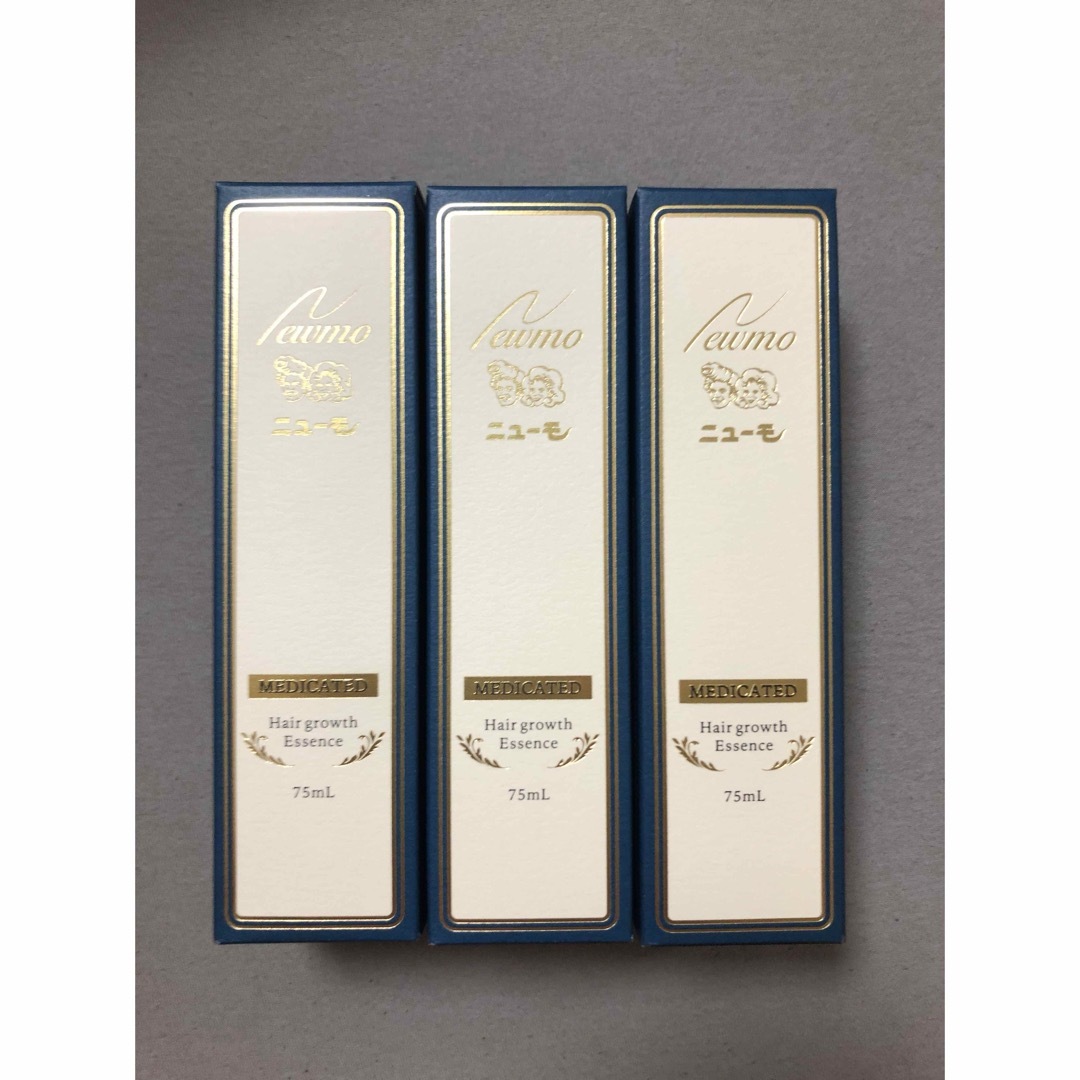 Newmo
ニューモ
MEDICATED
Hair growth
Essence
75mL
Newmo
ニューモ
MEDICATED
Hair growth
Essence
75mL
Newmo
ニューモ
MEDICATED
Hair growth
Essence
75mL